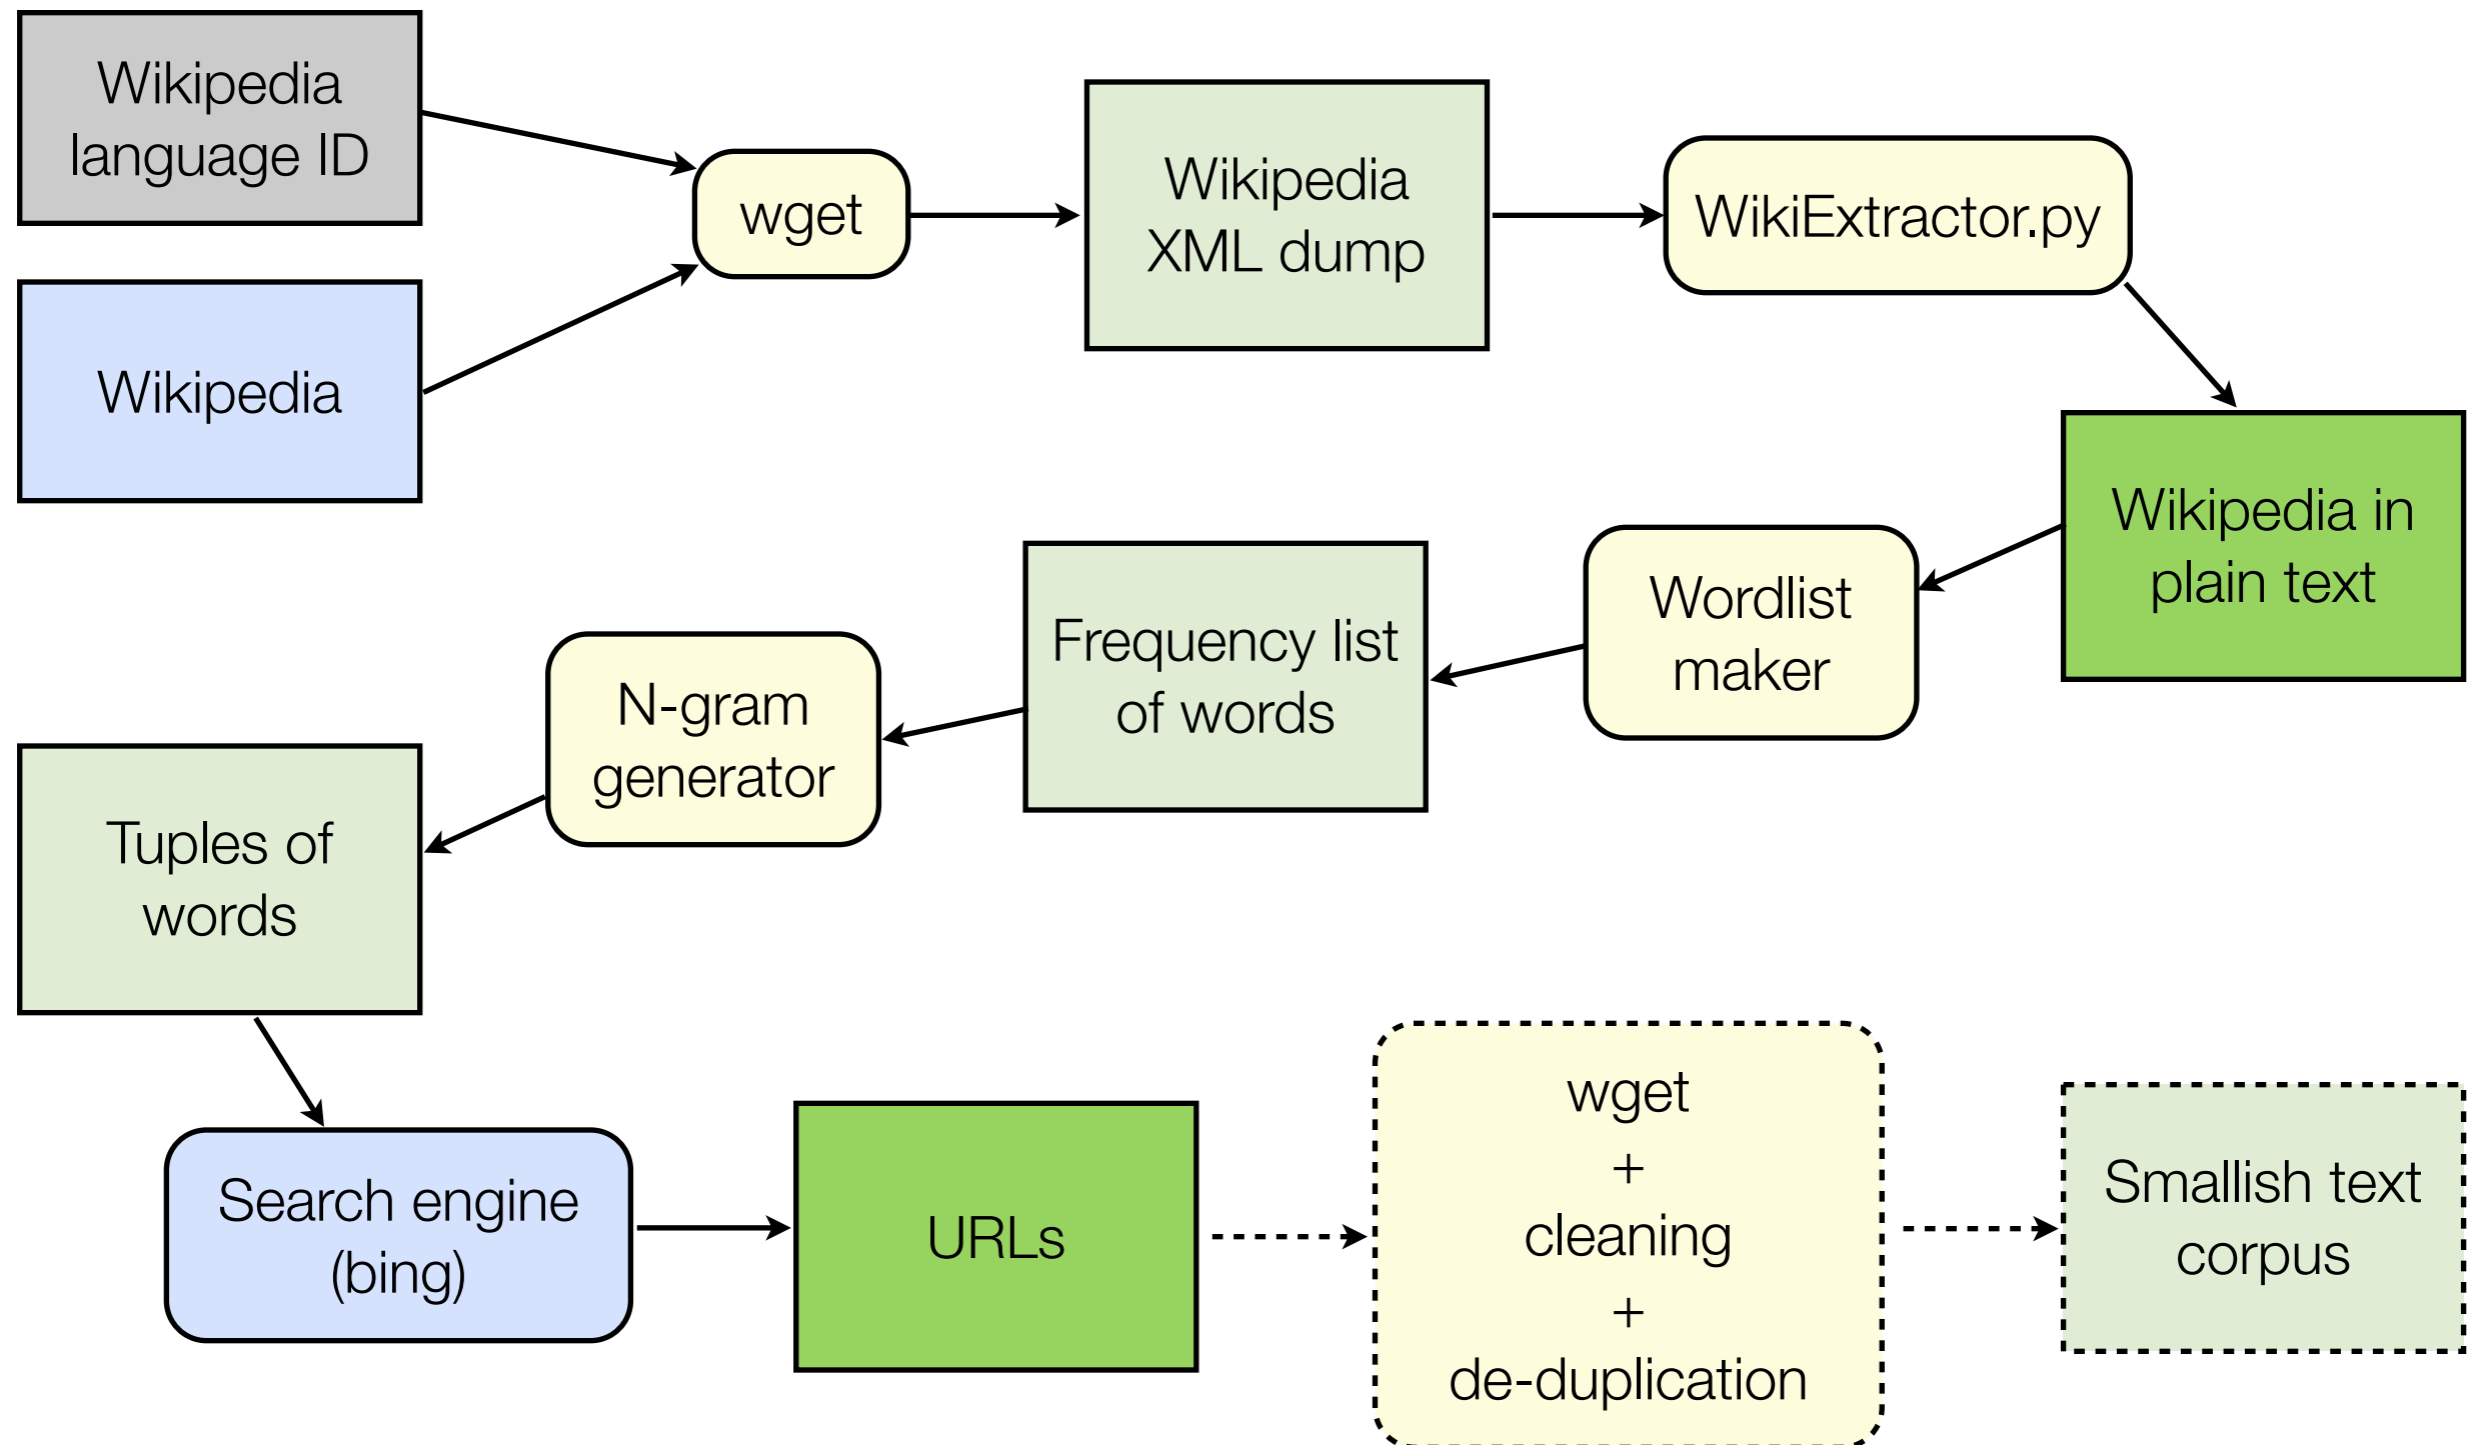 Wikipedia
language ID
wget
Wikipedia
XML dump
WikiExtractor.py
Wikipedia
Wikipedia in
plain text
Wordlist
maker
Frequency list
of words
N-gram
generator
Tuples of
words
Search engine
(bing)
URLs
wget
+
cleaning
+
de-duplication
Smallish text
corpus